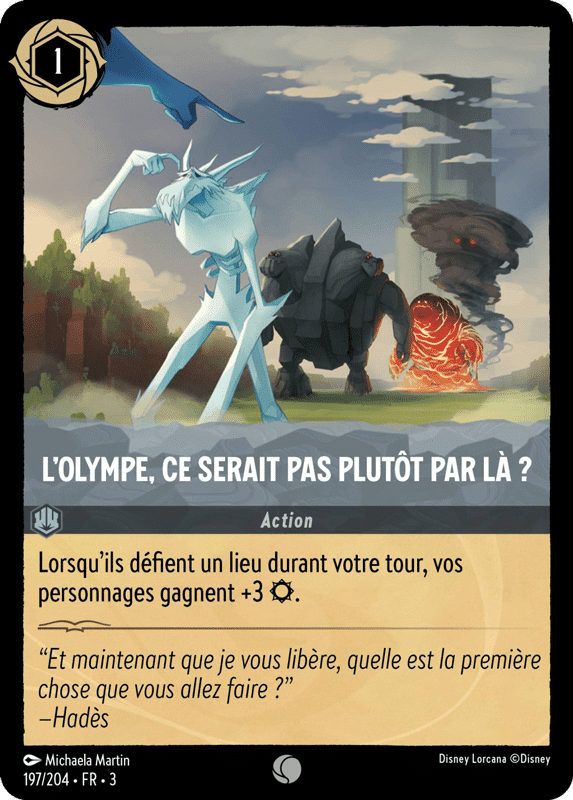 1
L'OLYMPE, CE SERAIT PAS PLUTÔT PAR LÀ ?
Action
Lorsqu'ils défient un lieu durant votre tour, vos
personnages gagnent +3 .
“Et maintenant que je vous libère, quelle est la première
chose que vous allez faire ?”
–Hadès
Michaela Martin
197/204 • FR • 3
Disney Lorcana ©Disney